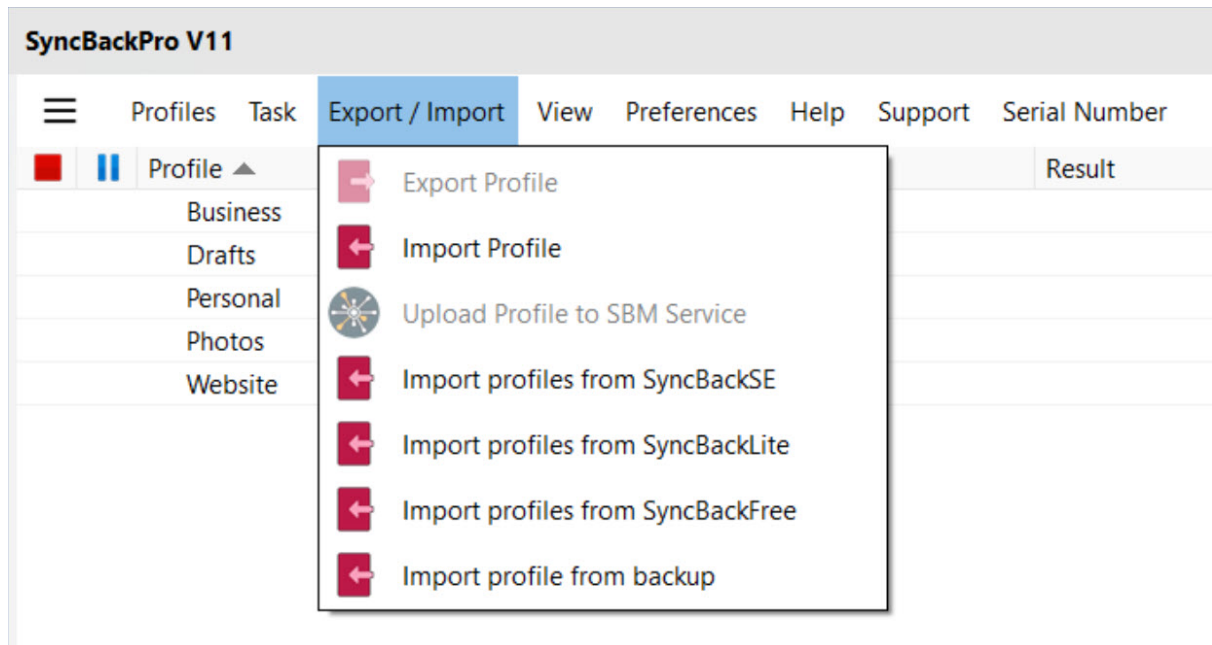 SyncBackPro V11
Profiles Task Export / Import View Preferences Help Support Serial Number
Profile Result
Business
Drafts
Personal
Photos
Website
Export Profile
Import Profile
Upload Profile to SBM Service
Import profiles from SyncBackSE
Import profiles from SyncBackLite
Import profiles from SyncBackFree
Import profile from backup